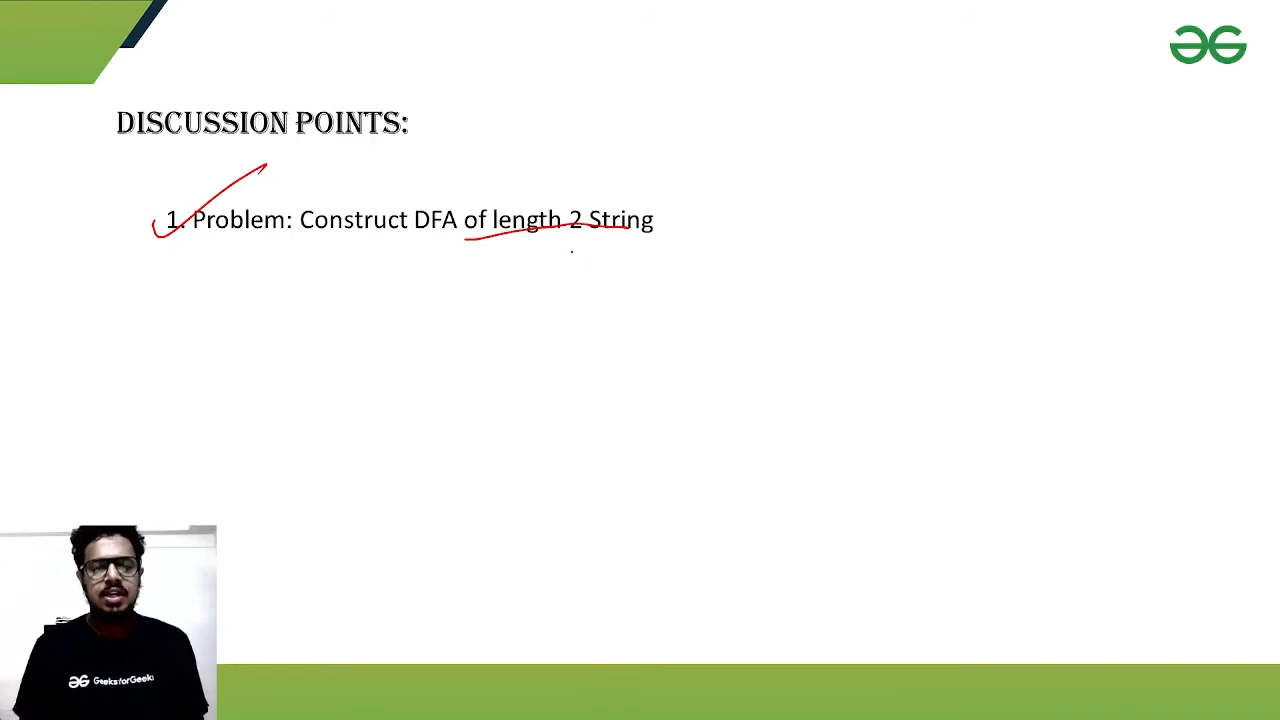 DISCUSSION POINTS:
1. Problem: Construct DFA of length 2 String
GeeksforGeeks